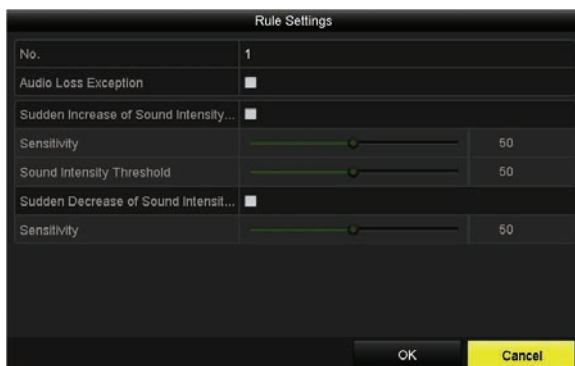 Rule Settings
No. 1
Audio Loss Exception
Sudden Increase of Sound Intensity...
Sensitivity 50
Sound Intensity Threshold 50
Sudden Decrease of Sound Intensit...
Sensitivity 50
OK Cancel